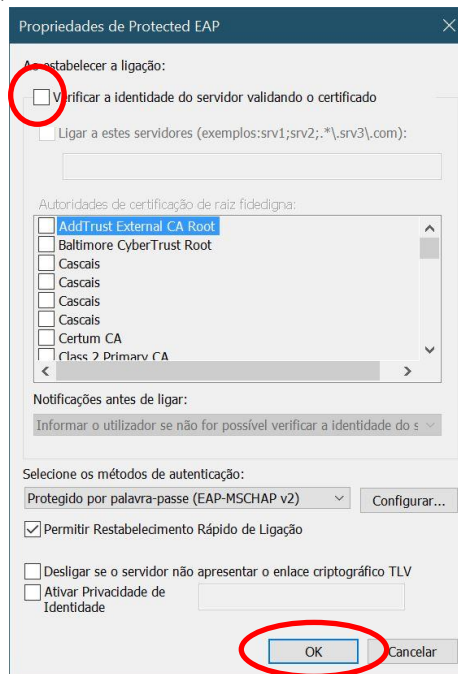 Propriedades de Protected EAP
Ao estabelecer a ligação:
Verificar a identidade do servidor validando o certificado
Ligar a estes servidores (exemplos:srv1;srv2;.*\.srv3\.com):
Autoridades de certificação de raiz fidedigna:
AddTrust External CA Root
Baltimore CyberTrust Root
Cascais
Cascais
Cascais
Cascais
Certum CA
Class 2 Primary CA
Notificações antes de ligar:
Informar o utilizador se não for possível verificar a identidade do s
Selecione os métodos de autenticação:
Protegido por palavra-passe (EAP-MSCHAP v2) Configurar...
Permitir Restabelecimento Rápido de Ligação
Desligar se o servidor não apresentar o enlace criptográfico TLV
Ativar Privacidade de
Identidade
OK Cancelar